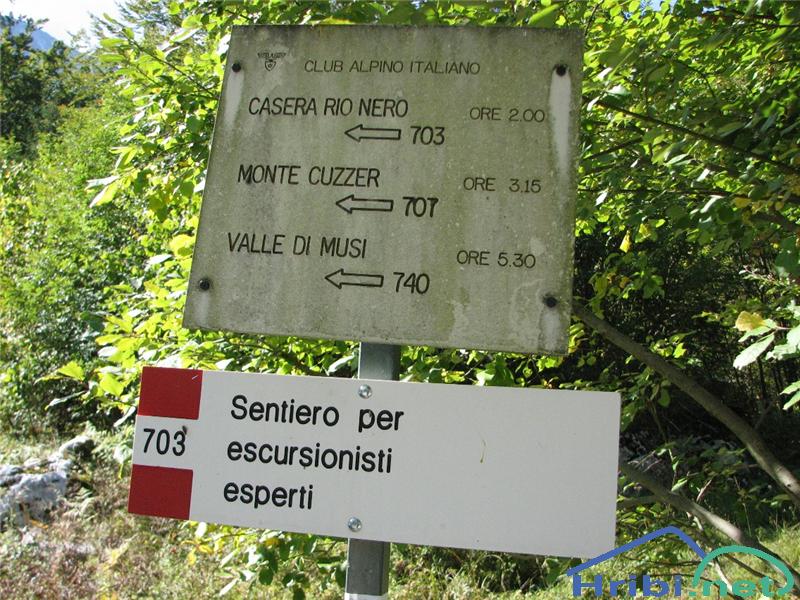 CLUB ALPINO ITALIANO
CASERA RIO NERO ORE 2.00
703
MONTE CUZZER ORE 3.15
707
VALLE DI MUSI ORE 5.30
740
703
Sentiero per
escursionisti
esperti
Hribi.net